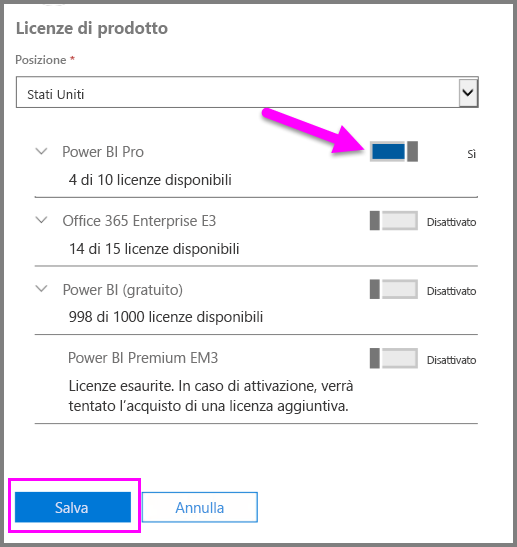 Licenze di prodotto
Posizione *
Stati Uniti
Power BI Pro
Sì
4 di 10 licenze disponibili
Office 365 Enterprise E3
Disattivato
14 di 15 licenze disponibili
Power BI (gratuito)
Disattivato
998 di 1000 licenze disponibili
Power BI Premium EM3
Disattivato
Licenze esaurite. In caso di attivazione, verrà
tentato l'acquisto di una licenza aggiuntiva.
Salva
Annulla